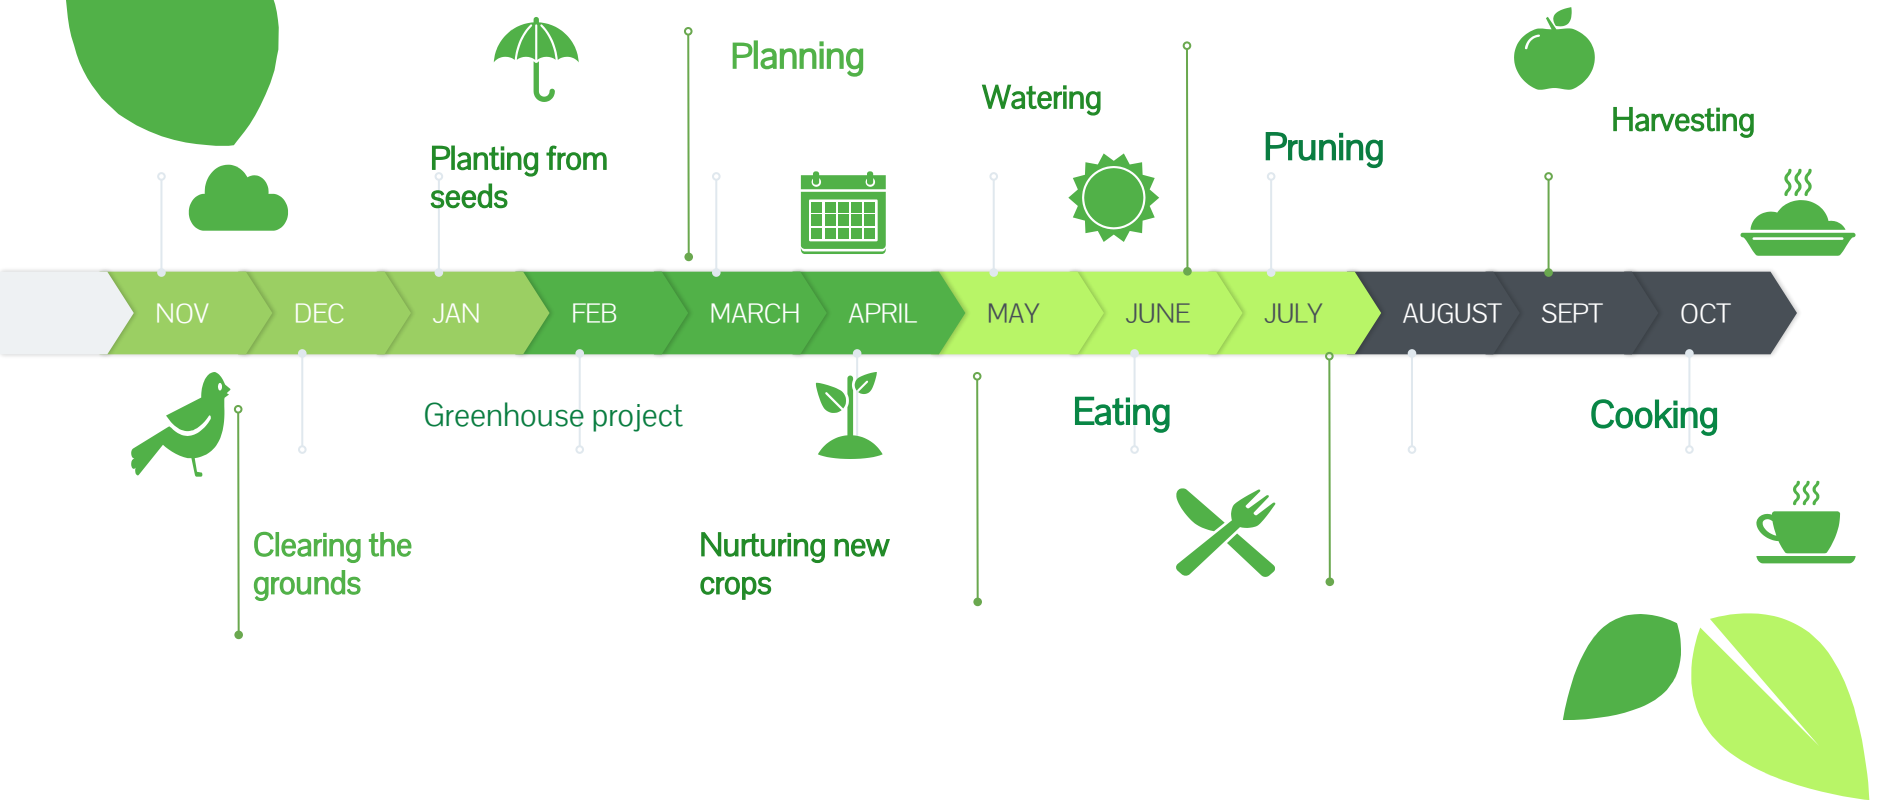 Planning
Watering
Harvesting
Pruning
Planting from
seeds
NOV
DEC
JAN
FEB
MARCH
APRIL
MAY
JUNE
JULY
AUGUST
SEPT
OCT
Greenhouse project
Eating
Cooking
Clearing the
grounds
Nurturing new
crops